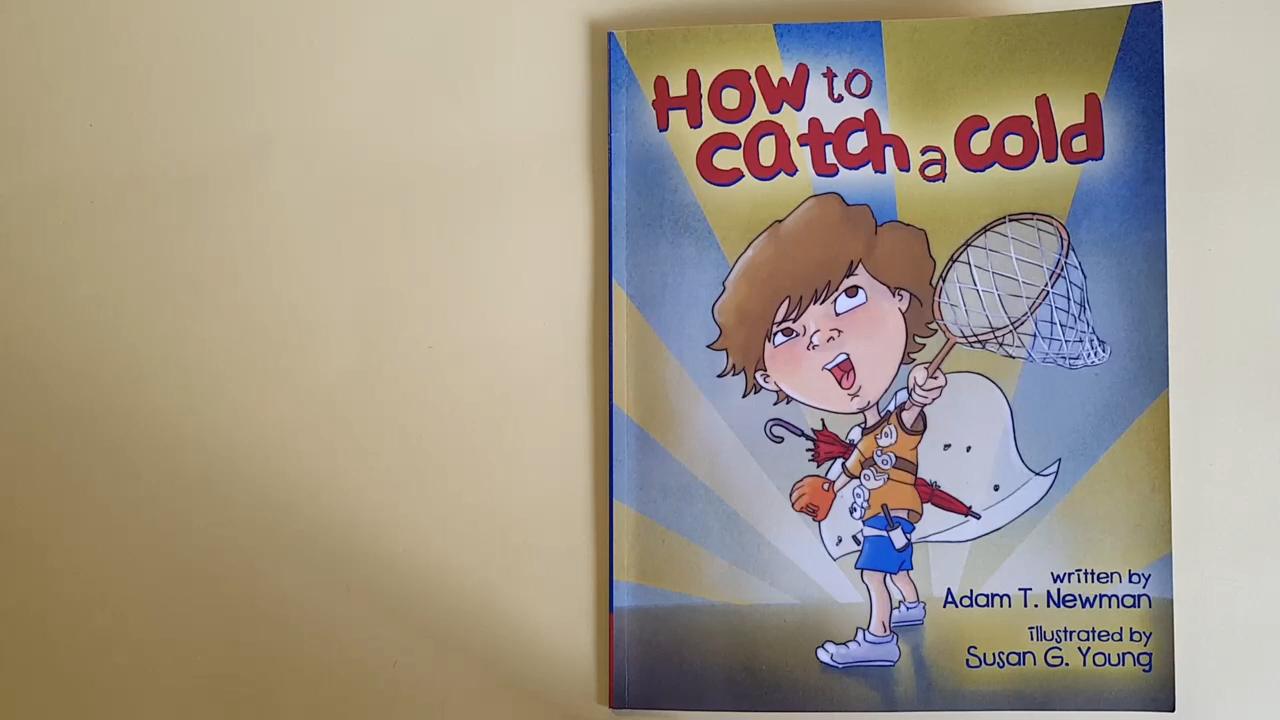 How to
catch a cold
written by
Adam T. Newman
illustrated by
Susan G. Young